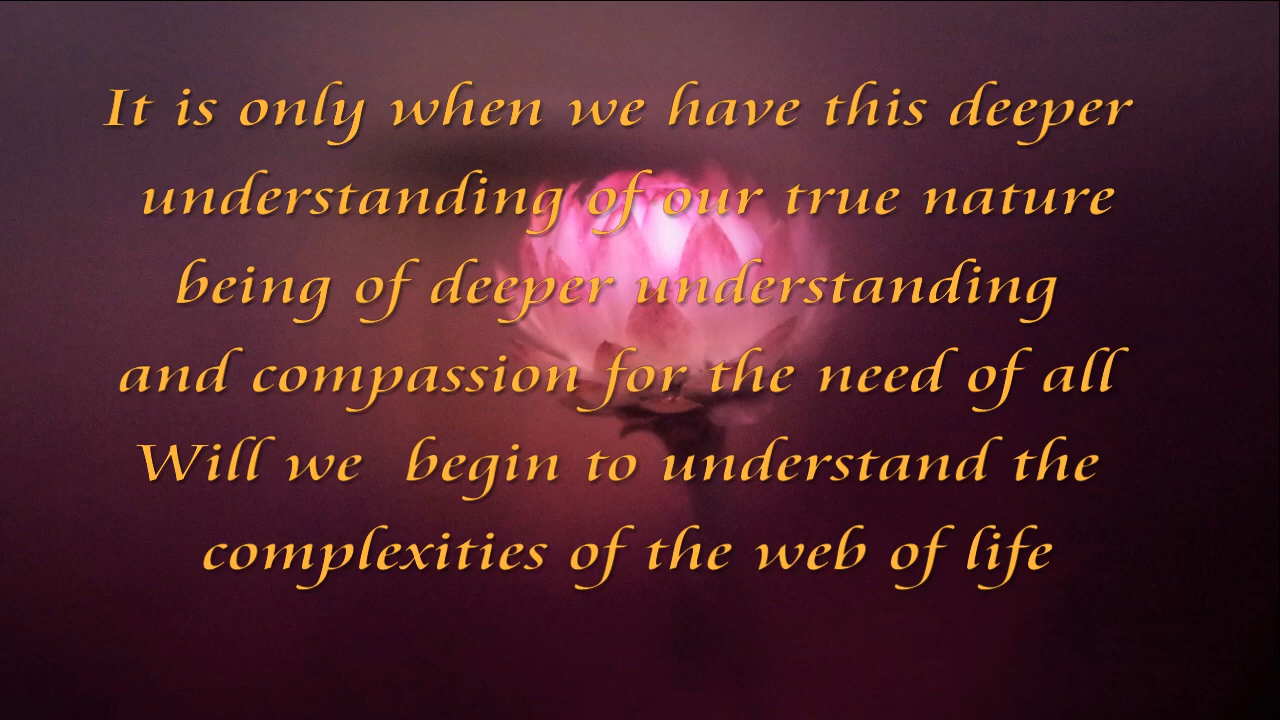 It is only when we have this deeper
understanding of our true nature
being of deeper understanding
and compassion for the need of all
Will we  begin to understand the
complexities of the web of life